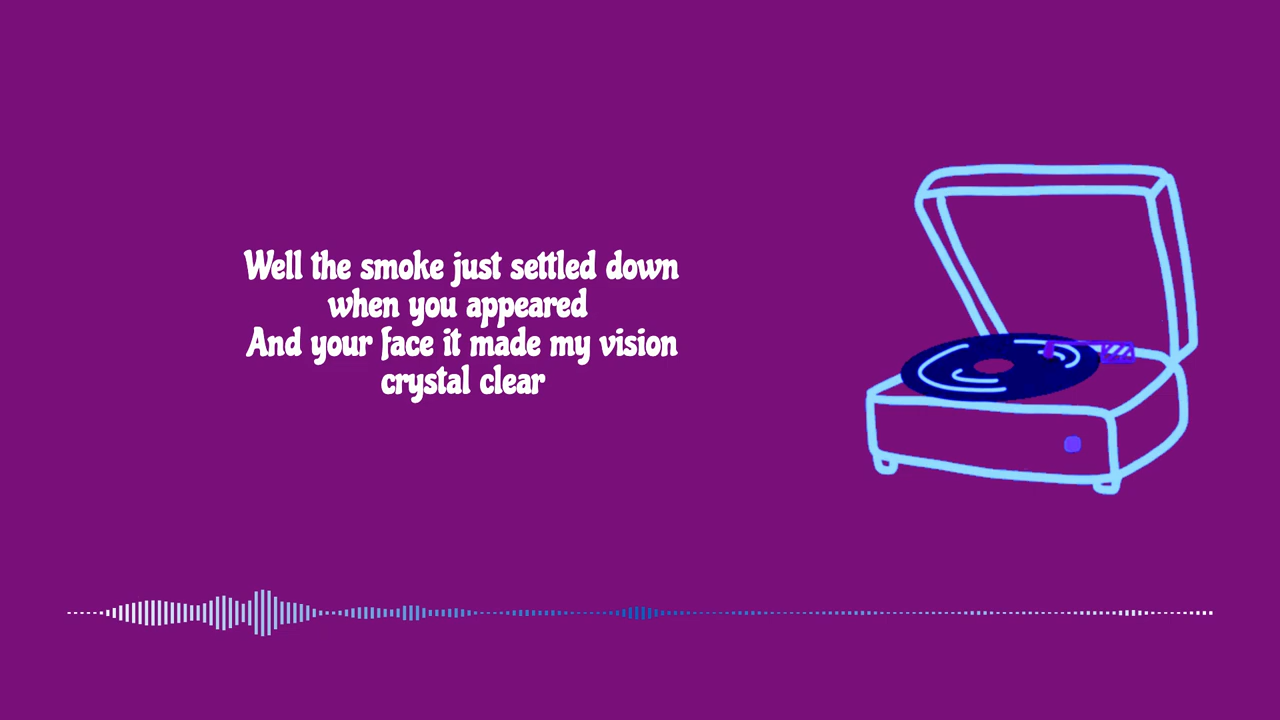 Well the smoke just settled down
when you appeared
And your face it made my vision
crystal clear